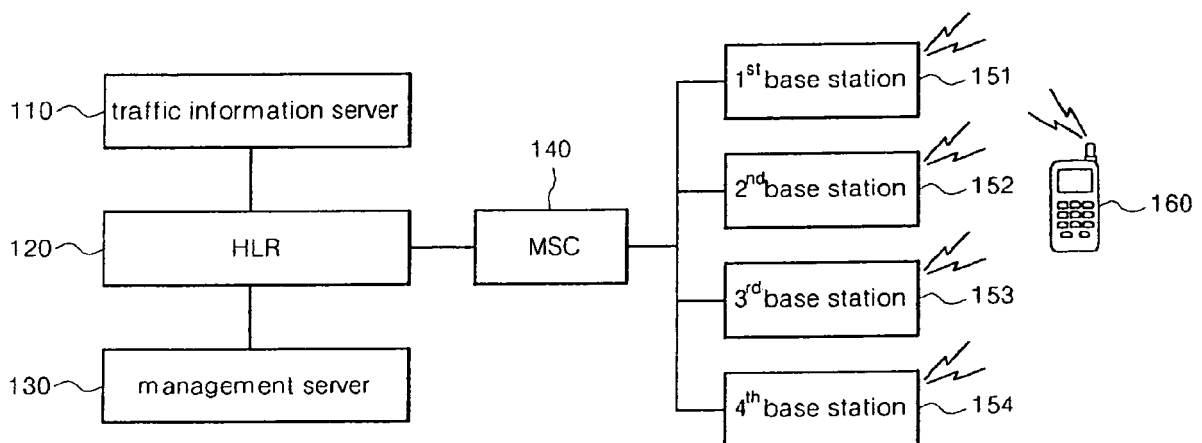 110 traffic information server
120 HLR
130 management server
140
MSC
1st base station 151
2nd base station 152
3rd base station 153
4th base station 154
160